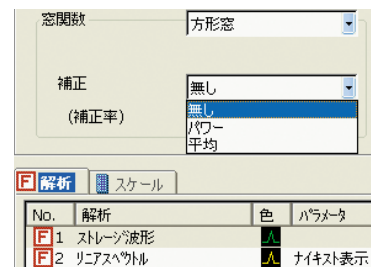 窓関数 方形窓
補正 無し
(補正率) 無し
パワー
平均
F 解析 スケール
No. 解析 色 パラメータ
F 1 ストレージ波形
F 2 リニアスペクトル ナイキスト表示